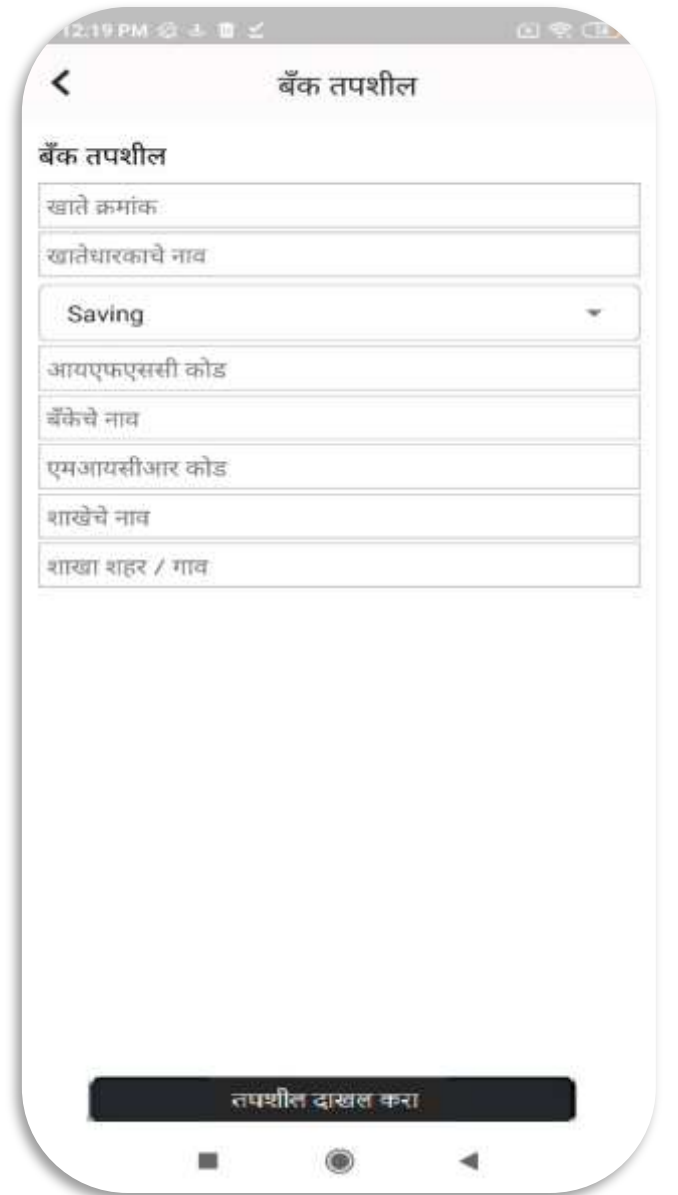 12:19 PM
बँक तपशील
बँक तपशील
खाते क्रमांक
खातेधारकाचे नाव
Saving
आयएफएससी कोड
बँकेचे नाव
एमआयसीआर कोड
शाखेचे नाव
शाखा शहर / गाव
तपशील दाखल करा